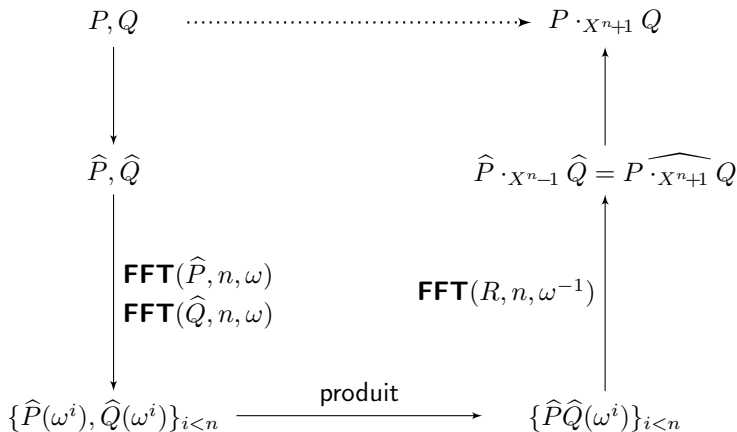 P, Q P ·_{X^n+1} Q
\widehat{P}, \widehat{Q} \widehat{P} ·_{X^n−1} \widehat{Q} = \widehat{P ·_{X^n+1} Q}
FFT(\widehat{P}, n, ω)
FFT(\widehat{Q}, n, ω) FFT(R, n, ω^{−1})
produit
{\widehat{P}(ω^i), \widehat{Q}(ω^i)}_{i<n} {\widehat{P}\widehat{Q}(ω^i)}_{i<n}